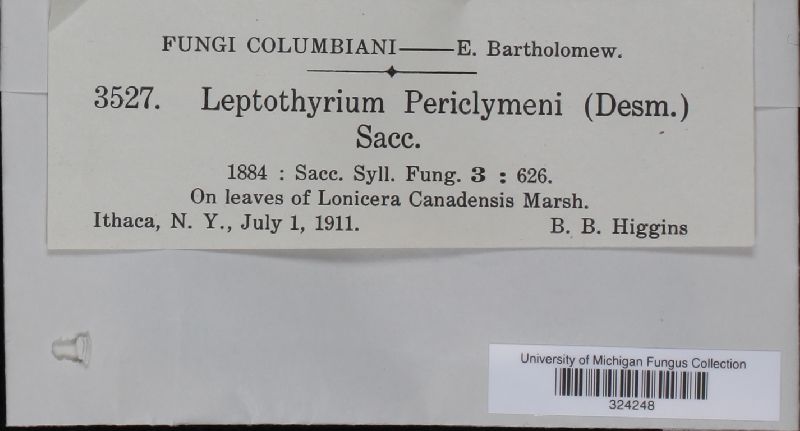 FUNGI COLUMBIANI——E. Bartholomew.
3527. Leptothyrium Periclymeni (Desm.)
Sacc.
1884 : Sacc. Syll. Fung. 3 : 626.
On leaves of Lonicera Canadensis Marsh.
Ithaca, N. Y., July 1, 1911. B. B. Higgins
University of Michigan Fungus Collection
324248